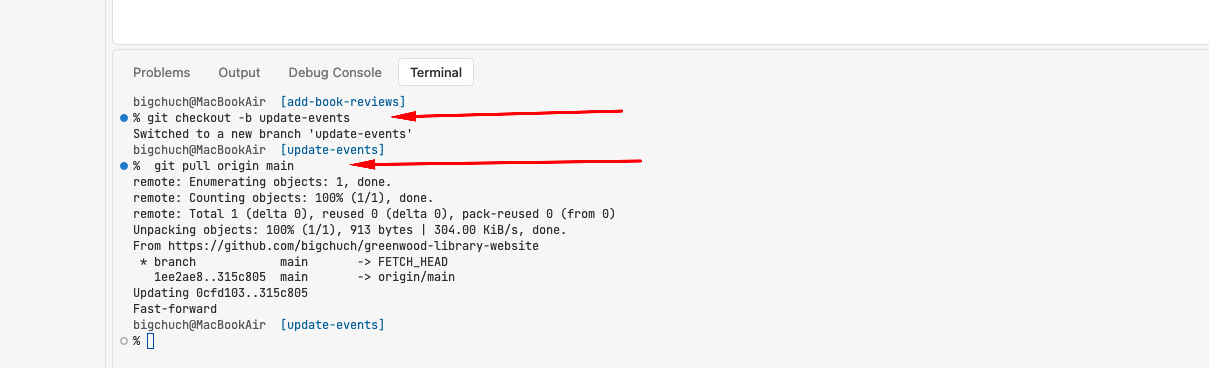 Problems Output Debug Console Terminal
bigchuch@MacBookAir [add-book-reviews]
% git checkout -b update-events
Switched to a new branch 'update-events'
bigchuch@MacBookAir [update-events]
%  git pull origin main
remote: Enumerating objects: 1, done.
remote: Counting objects: 100% (1/1), done.
remote: Total 1 (delta 0), reused 0 (delta 0), pack-reused 0 (from 0)
Unpacking objects: 100% (1/1), 913 bytes | 304.00 KiB/s, done.
From https://github.com/bigchuch/greenwood-library-website
 * branch            main       -> FETCH_HEAD
   1ee2ae8..315c805  main       -> origin/main
Updating 0cfd103..315c805
Fast-forward
bigchuch@MacBookAir [update-events]
%